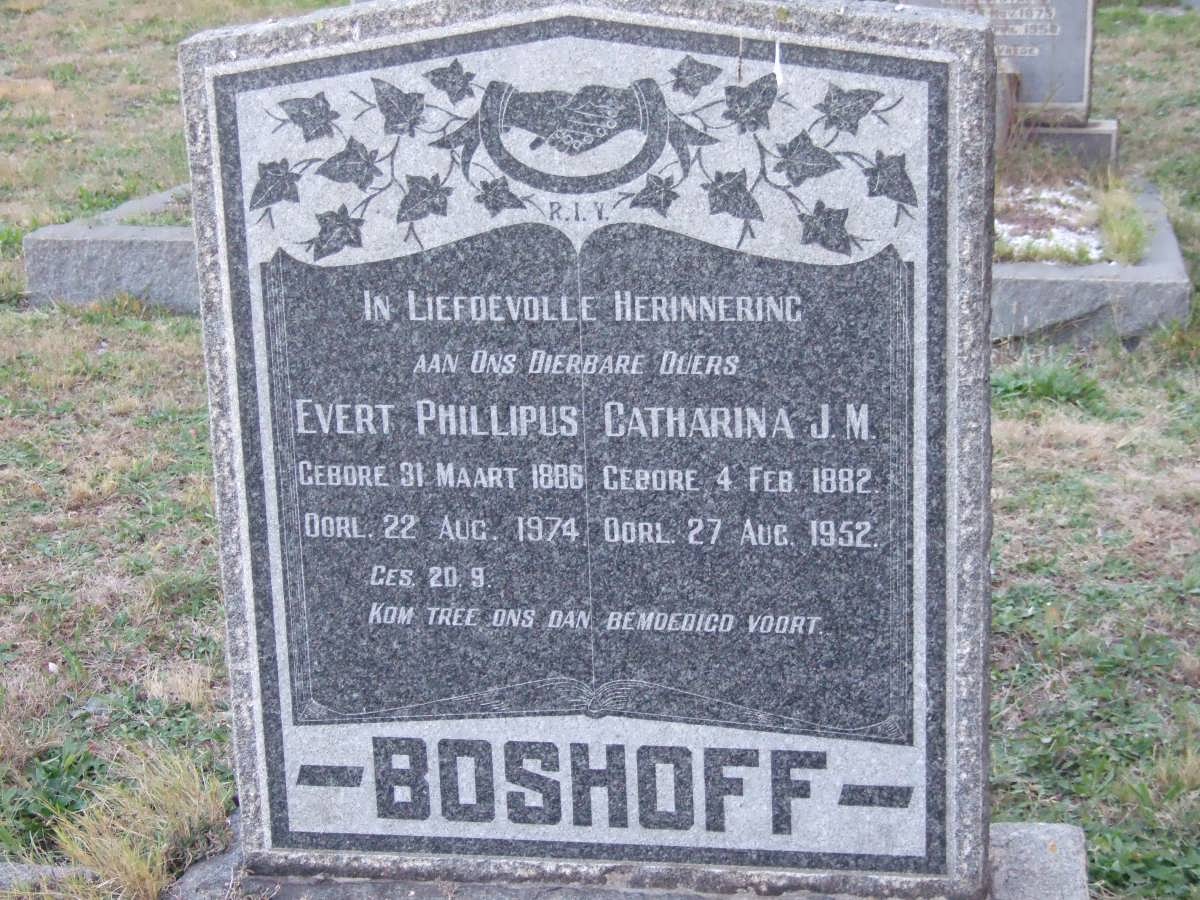 R.I.V.
IN LIEFDEVOLLE HERINNERING
AAN ONS DIERBARE OUERS
EVERT PHILLIPUS CATHARINA J. M.
GEBORE 31 MAART 1886 GEBORE 4 FEB. 1882.
OORL. 22 AUG. 1974. OORL. 27 AUG. 1952.
GES. 20, 9.
KOM TREE ONS DAN BEMOEDIGD VOORT.
— BOSHOFF —